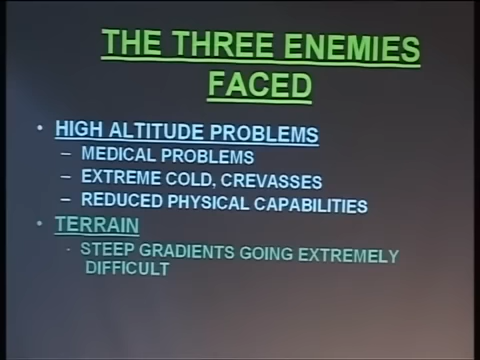 THE THREE ENEMIES
FACED
• HIGH ALTITUDE PROBLEMS
– MEDICAL PROBLEMS
– EXTREME COLD, CREVASSES
– REDUCED PHYSICAL CAPABILITIES
• TERRAIN
- STEEP GRADIENTS GOING EXTREMELY
DIFFICULT